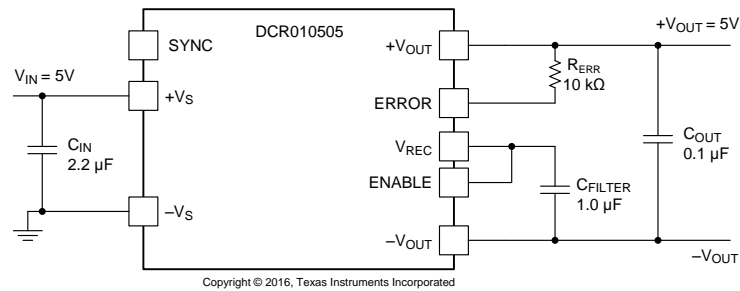 DCR010505
SYNC
+VOUT
+VOUT = 5V
VIN = 5V
RERR
10 kΩ
+VS
ERROR
CIN
2.2 µF
VREC
COUT
0.1 µF
ENABLE
CFILTER
1.0 µF
–VS
–VOUT
–VOUT
Copyright © 2016, Texas Instruments Incorporated